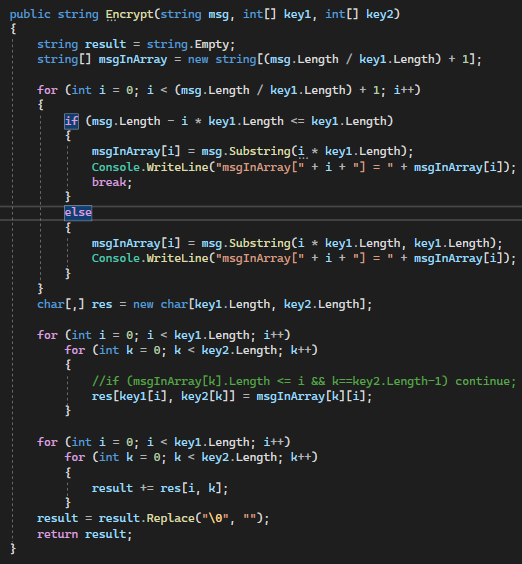 public string Encrypt(string msg, int[] key1, int[] key2)
{
    string result = string.Empty;
    string[] msgInArray = new string[(msg.Length / key1.Length) + 1];

    for (int i = 0; i < (msg.Length / key1.Length) + 1; i++)
    {
        if (msg.Length - i * key1.Length <= key1.Length)
        {
            msgInArray[i] = msg.Substring(i * key1.Length);
            Console.WriteLine("msgInArray[" + i + "] = " + msgInArray[i]);
            break;
        }
        else
        {
            msgInArray[i] = msg.Substring(i * key1.Length, key1.Length);
            Console.WriteLine("msgInArray[" + i + "] = " + msgInArray[i]);
        }
    }
    char[,] res = new char[key1.Length, key2.Length];

    for (int i = 0; i < key1.Length; i++)
        for (int k = 0; k < key2.Length; k++)
        {
            //if (msgInArray[k].Length <= i && k==key2.Length-1) continue;
            res[key1[i], key2[k]] = msgInArray[k][i];
        }

    for (int i = 0; i < key1.Length; i++)
        for (int k = 0; k < key2.Length; k++)
        {
            result += res[i, k];
        }
    result = result.Replace("\0", "");
    return result;
}